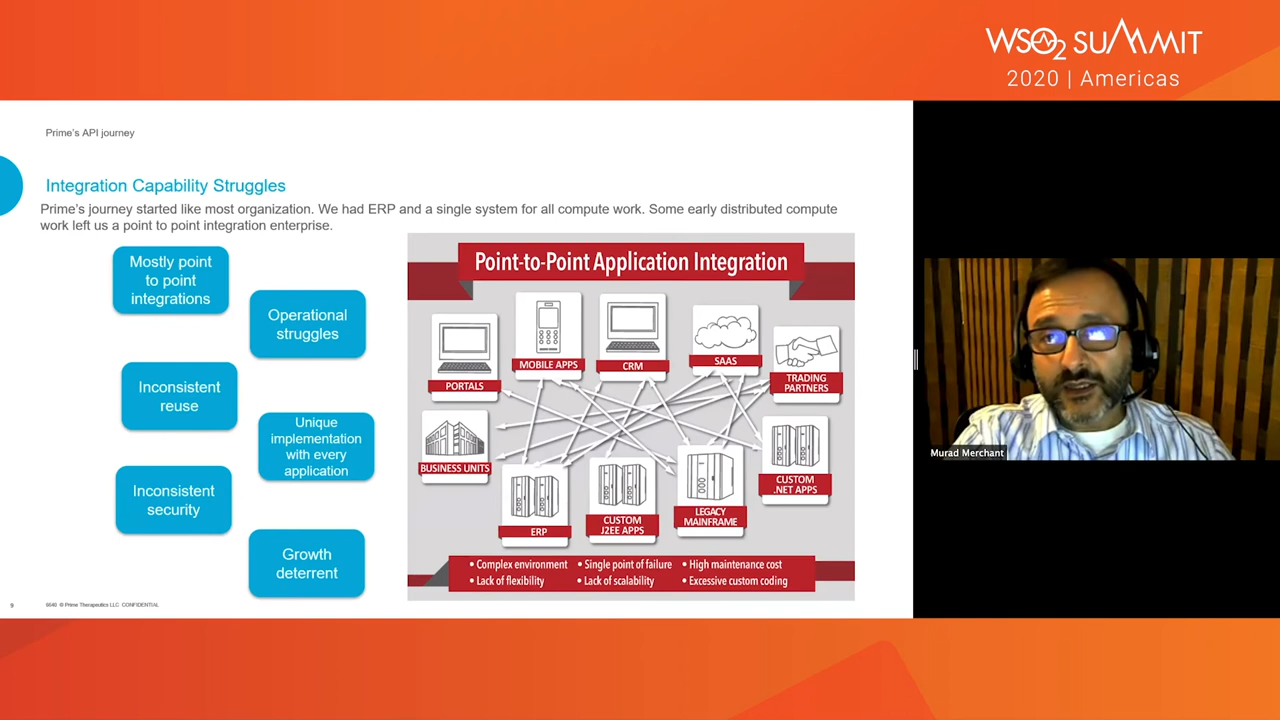 WSO2 SUMMIT
2020 | Americas
Prime's API journey
Integration Capability Struggles
Prime's journey started like most organization. We had ERP and a single system for all compute work. Some early distributed compute
work left us a point to point integration enterprise.
Mostly point
to point
integrations
Operational
struggles
Inconsistent
reuse
Unique
implementation
with every
application
Inconsistent
security
Growth
deterrent
Point-to-Point Application Integration
PORTALS
MOBILE APPS
CRM
SAAS
TRADING
PARTNERS
BUSINESS UNITS
ERP
CUSTOM
J2EE APPS
LEGACY
MAINFRAME
CUSTOM
.NET APPS
• Complex environment • Single point of failure • High maintenance cost
• Lack of flexibility • Lack of scalability • Excessive custom coding
9 6640 © Prime Therapeutics LLC CONFIDENTIAL
Murad Merchant